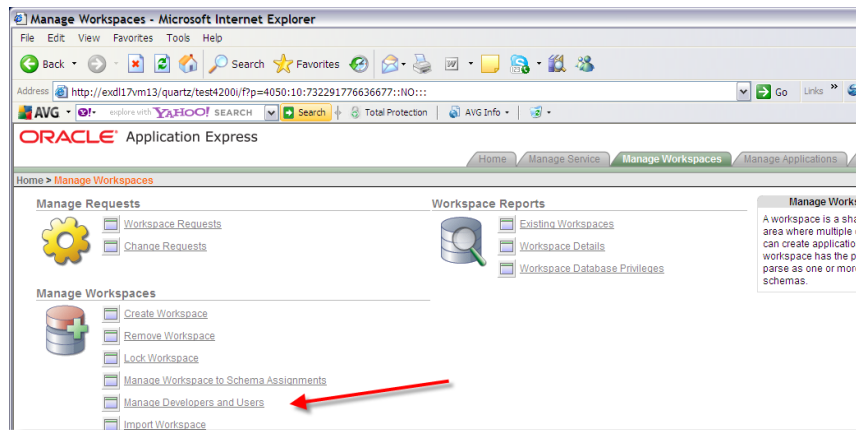 Manage Workspaces - Microsoft Internet Explorer
File Edit View Favorites Tools Help
Back Search Favorites
Address http://exdl17vm13/quartz/test4200i/f?p=4050:10:732291776636677::NO::: Go Links »
AVG Y! explore with YAHOO! SEARCH Search Total Protection AVG Info
ORACLE Application Express
Home Manage Service Manage Workspaces Manage Applications
Home > Manage Workspaces
Manage Requests
Workspace Requests
Change Requests
Workspace Reports
Existing Workspaces
Workspace Details
Workspace Database Privileges
Manage Works
A workspace is a sha
area where multiple
can create applicatio
workspace has the p
parse as one or mor
schemas.
Manage Workspaces
Create Workspace
Remove Workspace
Lock Workspace
Manage Workspace to Schema Assignments
Manage Developers and Users
Import Workspace